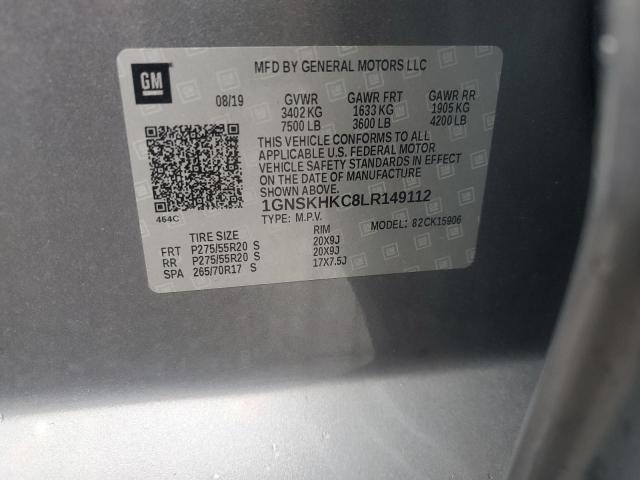 GM
MFD BY GENERAL MOTORS LLC
08/19 GVWR GAWR FRT GAWR RR
3402 KG 1633 KG 1905 KG
7500 LB 3600 LB 4200 LB
THIS VEHICLE CONFORMS TO ALL
APPLICABLE U.S. FEDERAL MOTOR
VEHICLE SAFETY STANDARDS IN EFFECT
ON THE DATE OF MANUFACTURE
SHOWN ABOVE.
1GNSKHKC8LR149112
464C
TYPE: M.P.V. MODEL: 82CK15906
TIRE SIZE RIM
FRT P275/55R20 S 20X9J
RR P275/55R20 S 20X9J
SPA 265/70R17 S 17X7.5J